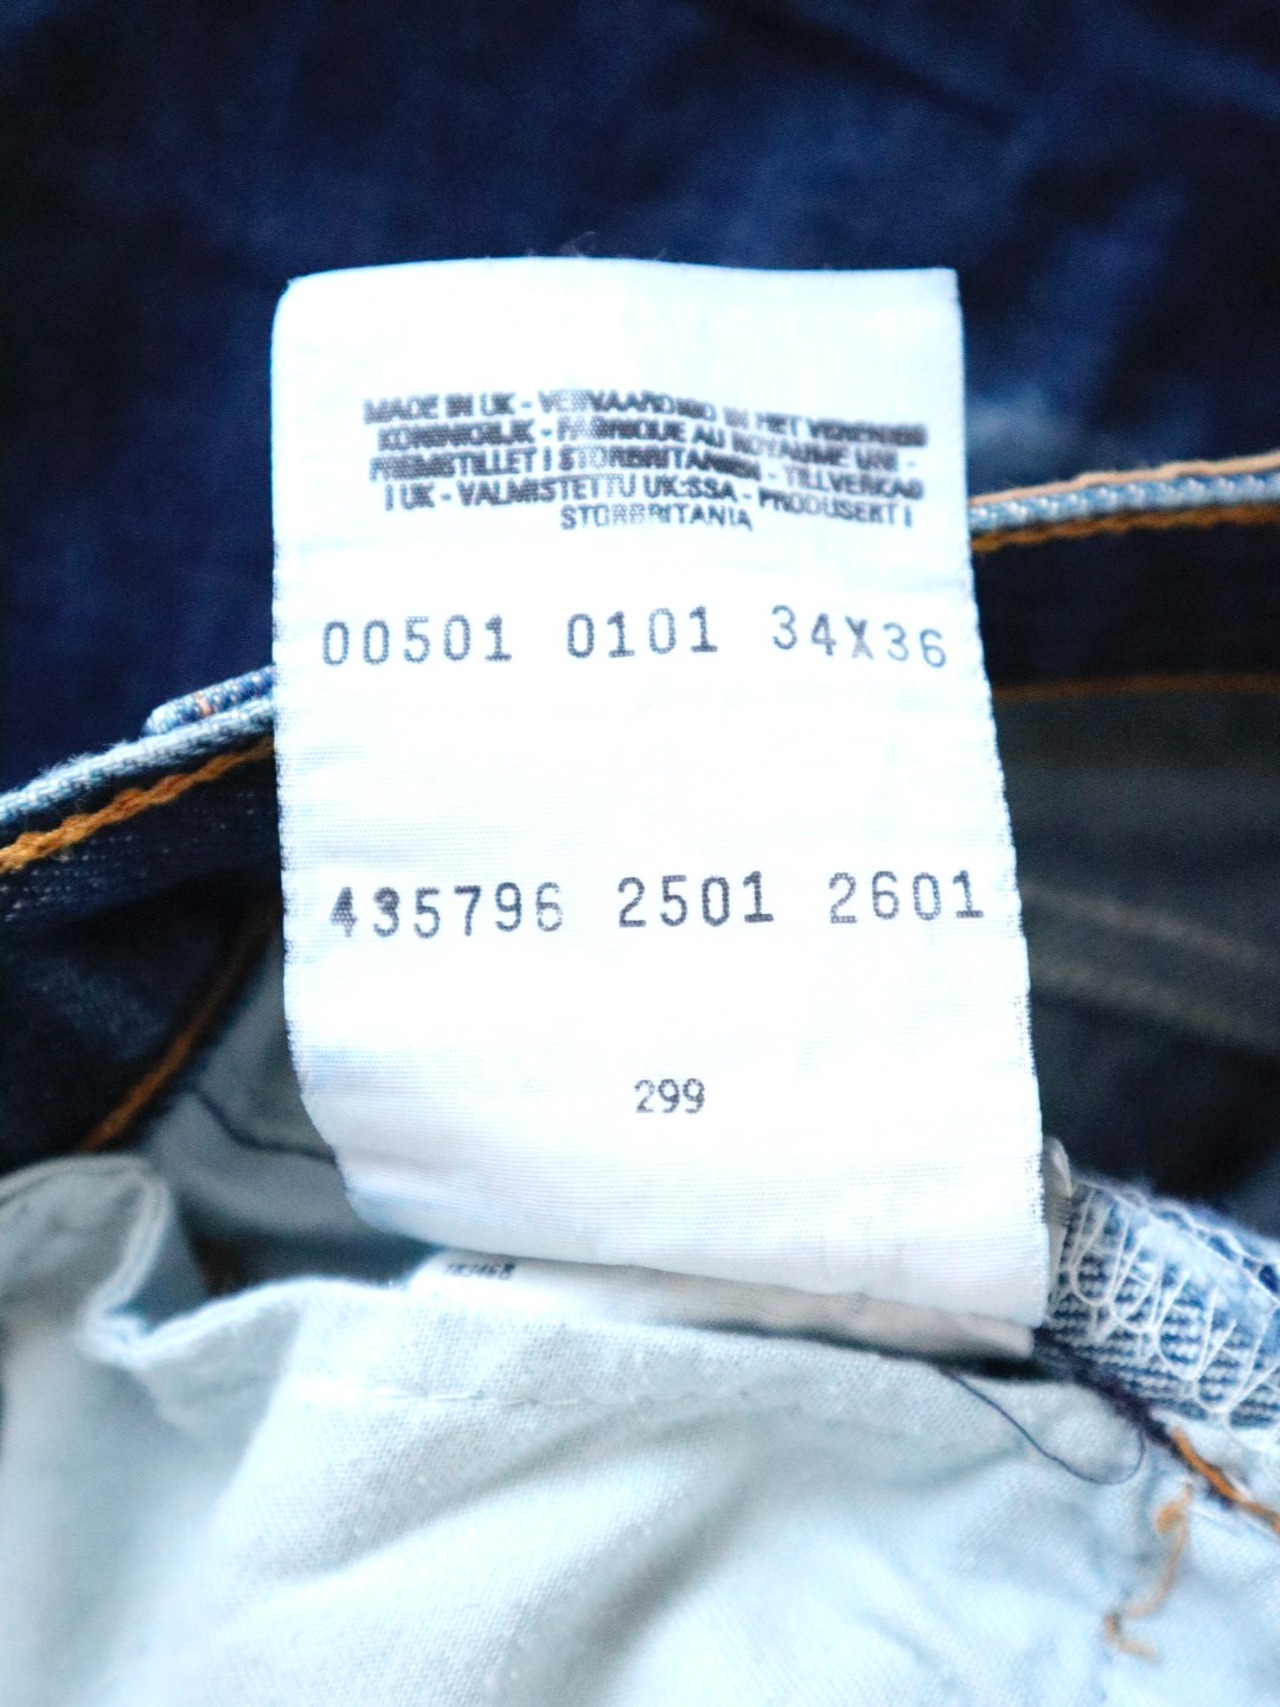 MADE IN UK - VERVAARDIGD IN HET VERENIGD
KONINKRIJK - FABRIQUE AU ROYAUME UNI -
FREMSTILLET I STORBRITANNIEN - TILLVERKAD
I UK - VALMISTETTU UK:SSA - PRODUSERT I
STORBRITANIA
00501 0101 34X36
435796 2501 2601
299